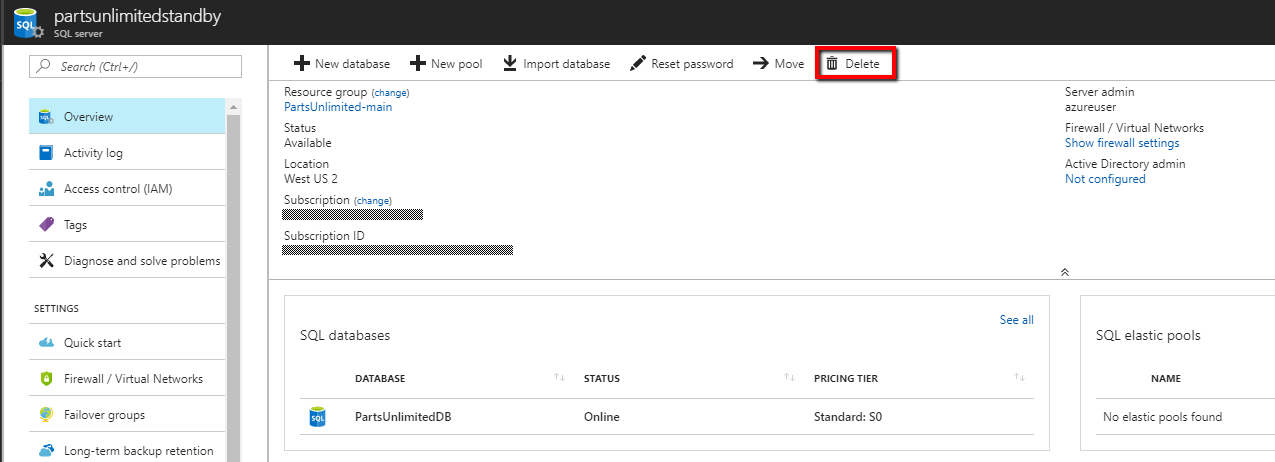 partsunlimitedstandby
SQL server
Search (Ctrl+/)
Overview
Activity log
Access control (IAM)
Tags
Diagnose and solve problems
SETTINGS
Quick start
Firewall / Virtual Networks
Failover groups
Long-term backup retention
New database New pool Import database Reset password Move Delete
Resource group (change)
PartsUnlimited-main
Status
Available
Location
West US 2
Subscription (change)
Subscription ID
Server admin
azureuser
Firewall / Virtual Networks
Show firewall settings
Active Directory admin
Not configured
See all
SQL databases
DATABASE STATUS PRICING TIER
SQL PartsUnlimitedDB Online Standard: S0
SQL elastic pools
NAME
No elastic pools found